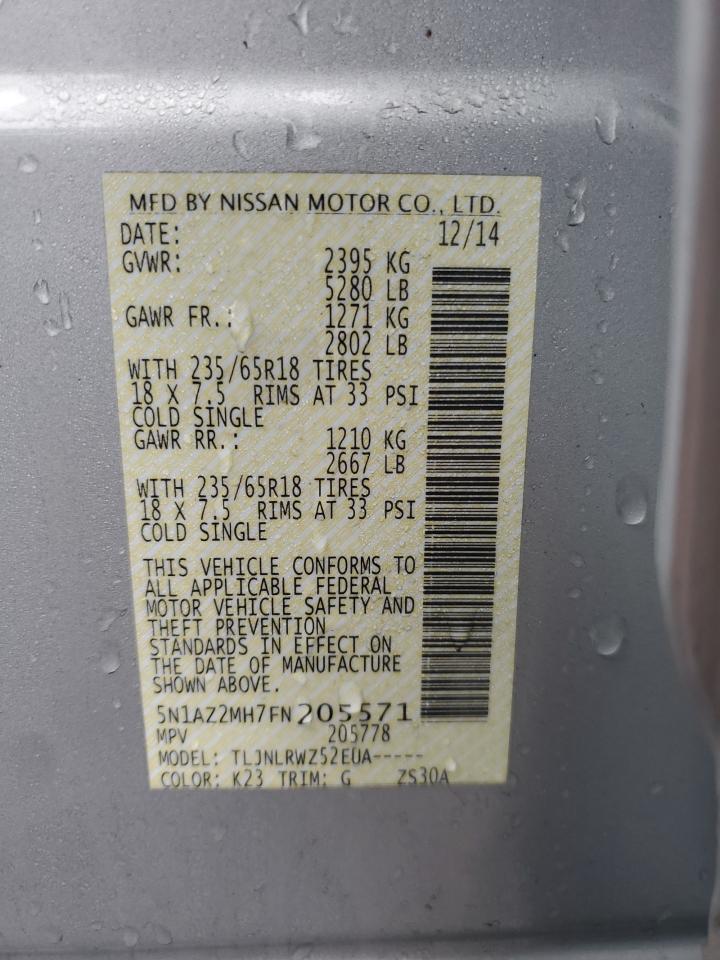 MFD BY NISSAN MOTOR CO., LTD.
DATE: 12/14
GVWR: 2395 KG
5280 LB
GAWR FR.: 1271 KG
2802 LB
WITH 235/65R18 TIRES
18 X 7.5 RIMS AT 33 PSI
COLD SINGLE
GAWR RR.: 1210 KG
2667 LB
WITH 235/65R18 TIRES
18 X 7.5 RIMS AT 33 PSI
COLD SINGLE
THIS VEHICLE CONFORMS TO
ALL APPLICABLE FEDERAL
MOTOR VEHICLE SAFETY AND
THEFT PREVENTION
STANDARDS IN EFFECT ON
THE DATE OF MANUFACTURE
SHOWN ABOVE.
5N1AZ2MH7FN205571
MPV 205778
MODEL: TLJNLRWZ52EUA-----
COLOR: K23 TRIM: G ZS30A